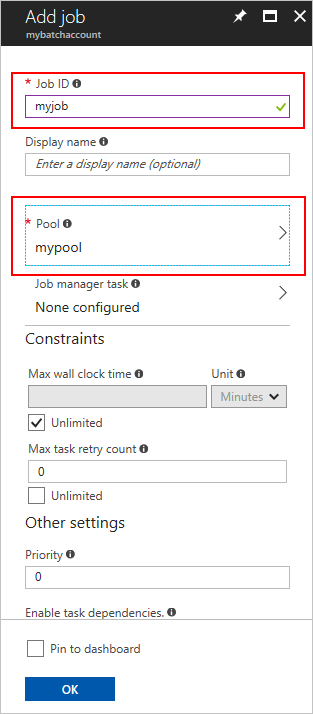 Add job
mybatchaccount
* Job ID
myjob
Display name
Enter a display name (optional)
* Pool
mypool
Job manager task
None configured
Constraints
Max wall clock time Unit
Minutes
Unlimited
Max task retry count
0
Unlimited
Other settings
Priority
0
Enable task dependencies.
Pin to dashboard
OK